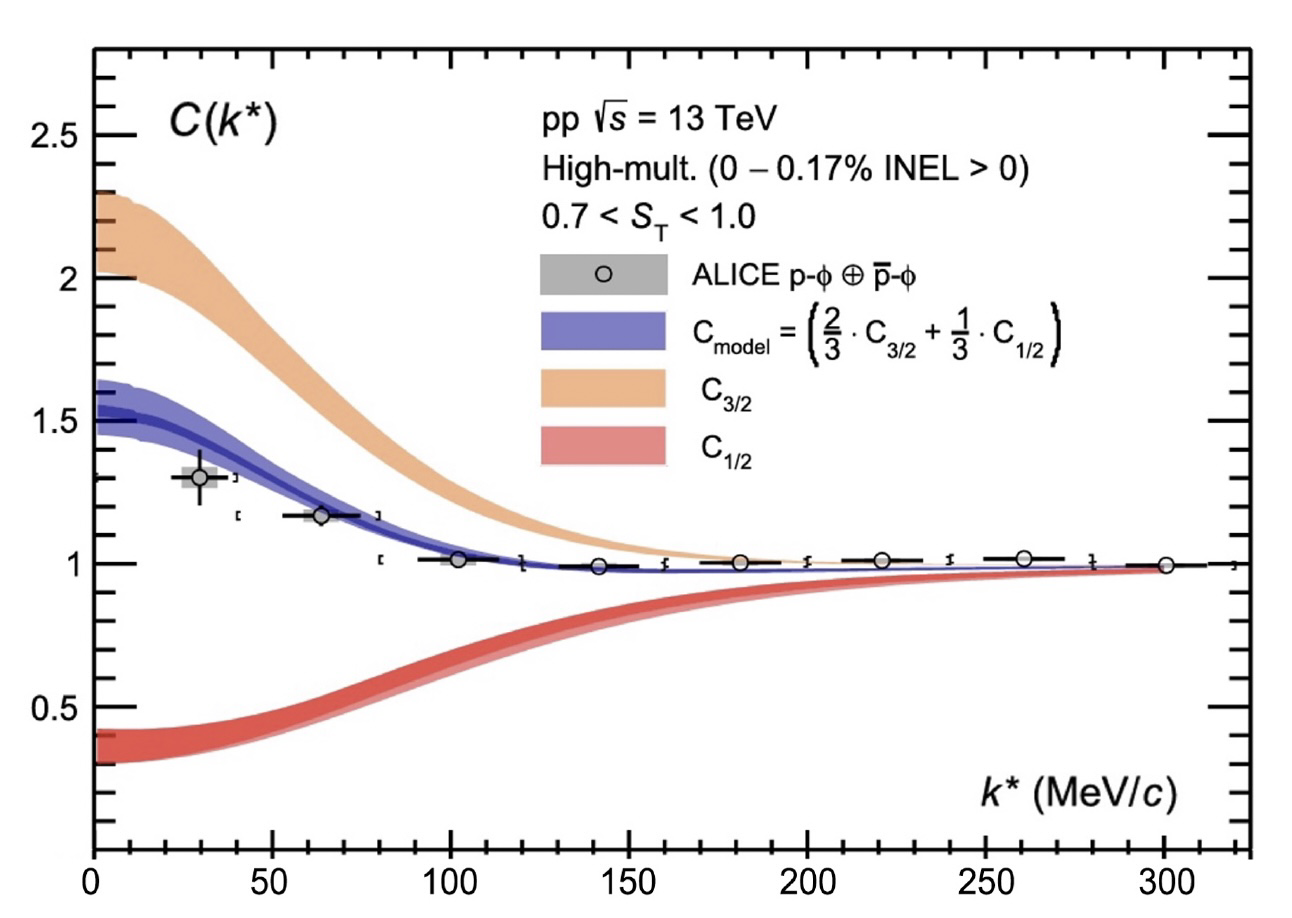 C(k*)
pp √s = 13 TeV
High-mult. (0 – 0.17% INEL > 0)
0.7 < S_T < 1.0
ALICE p-ϕ ⊕ p̅-ϕ
C_model = (2/3 · C_3/2 + 1/3 · C_1/2)
C_3/2
C_1/2
2.5
2
1.5
1
0.5
k* (MeV/c)
0 50 100 150 200 250 300